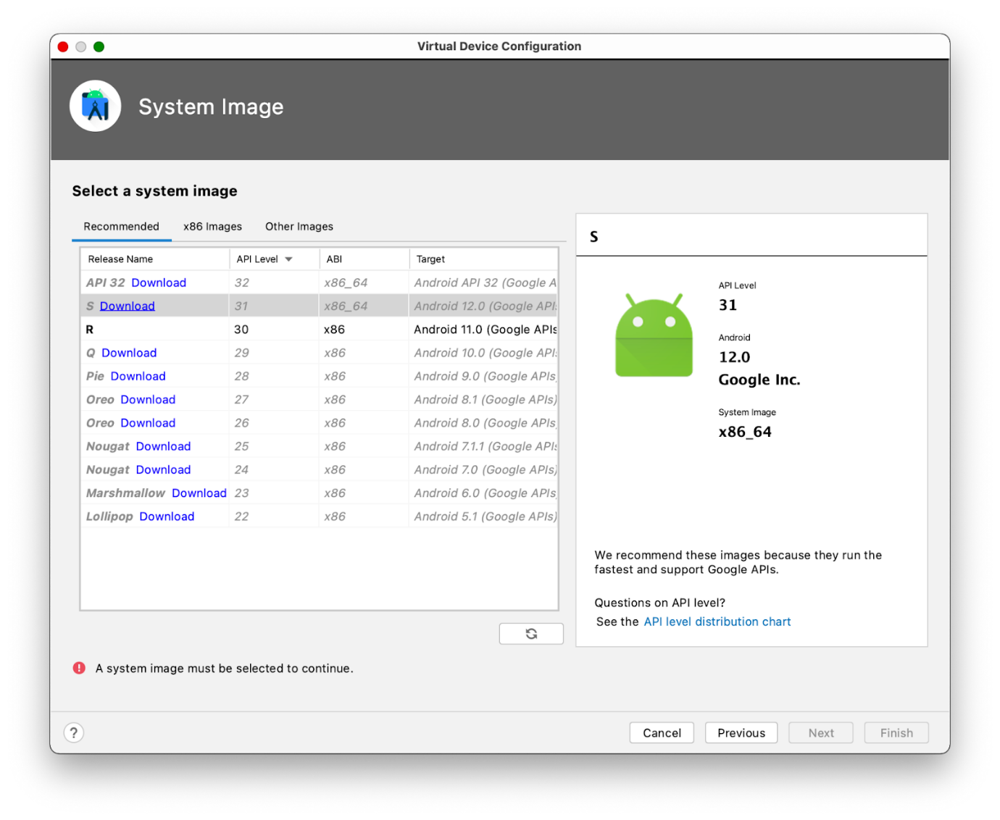 Virtual Device Configuration
System Image
Select a system image
Recommended x86 Images Other Images
Release Name API Level ABI Target
API 32 Download 32 x86_64 Android API 32 (Google A
S Download 31 x86_64 Android 12.0 (Google API
R 30 x86 Android 11.0 (Google APIs
Q Download 29 x86 Android 10.0 (Google API
Pie Download 28 x86 Android 9.0 (Google APIs
Oreo Download 27 x86 Android 8.1 (Google APIs)
Oreo Download 26 x86 Android 8.0 (Google APIs
Nougat Download 25 x86 Android 7.1.1 (Google API
Nougat Download 24 x86 Android 7.0 (Google APIs)
Marshmallow Download 23 x86 Android 6.0 (Google APIs
Lollipop Download 22 x86 Android 5.1 (Google APIs)
S
API Level
31
Android
12.0
Google Inc.
System Image
x86_64
We recommend these images because they run the
fastest and support Google APIs.
Questions on API level?
See the API level distribution chart
! A system image must be selected to continue.
? Cancel Previous Next Finish